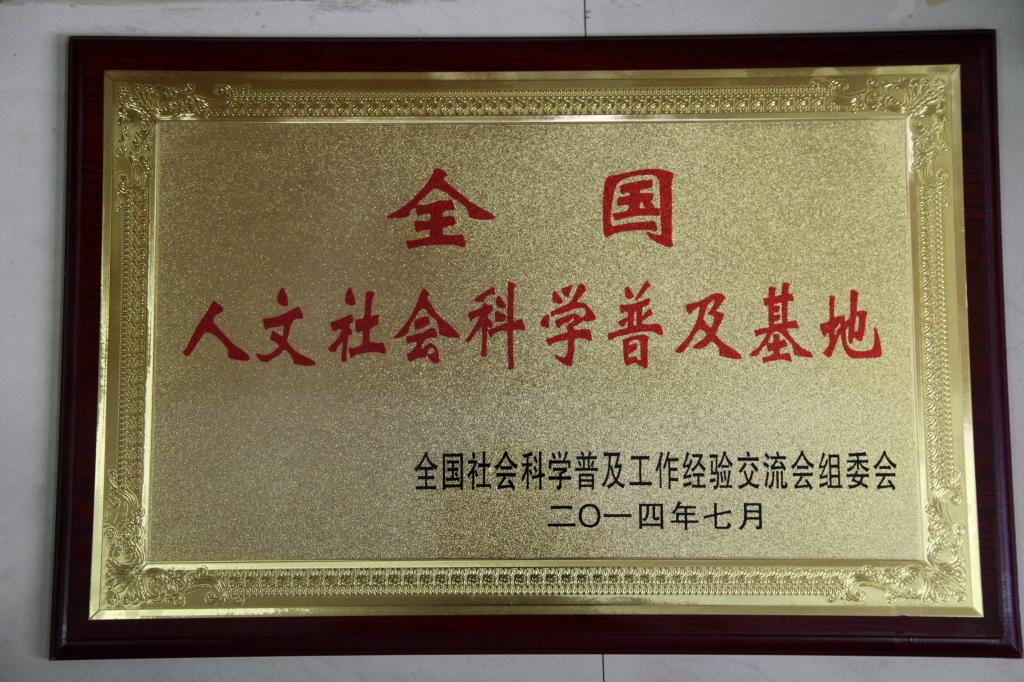 全国
人文社会科学普及基地
全国社会科学普及工作经验交流会组委会
二〇一四年七月